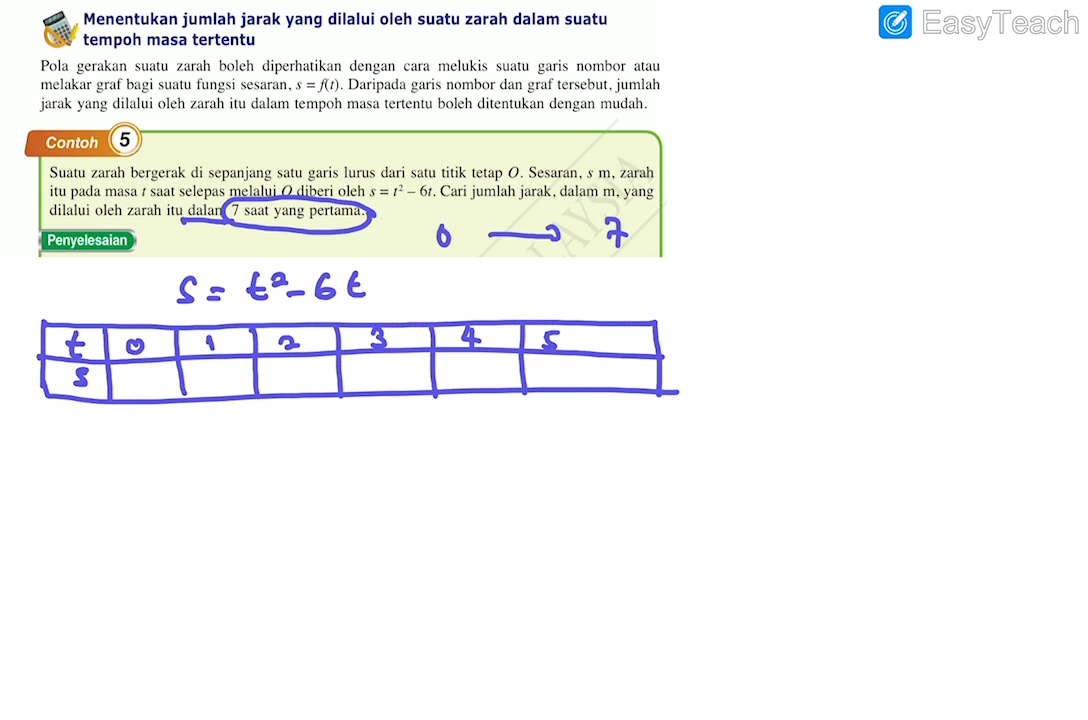 Menentukan jumlah jarak yang dilalui oleh suatu zarah dalam suatu
tempoh masa tertentu
EasyTeach
Pola gerakan suatu zarah boleh diperhatikan dengan cara melukis suatu garis nombor atau
melakar graf bagi suatu fungsi sesaran, s = f(t). Daripada garis nombor dan graf tersebut, jumlah
jarak yang dilalui oleh zarah itu dalam tempoh masa tertentu boleh ditentukan dengan mudah.
Contoh 5
Suatu zarah bergerak di sepanjang satu garis lurus dari satu titik tetap O. Sesaran, s m, zarah
itu pada masa t saat selepas melalui O diberi oleh s = t² – 6t. Cari jumlah jarak, dalam m, yang
dilalui oleh zarah itu dalam 7 saat yang pertama.
0 → 7
Penyelesaian
s = t² - 6t
t 0 1 2 3 4 5
s